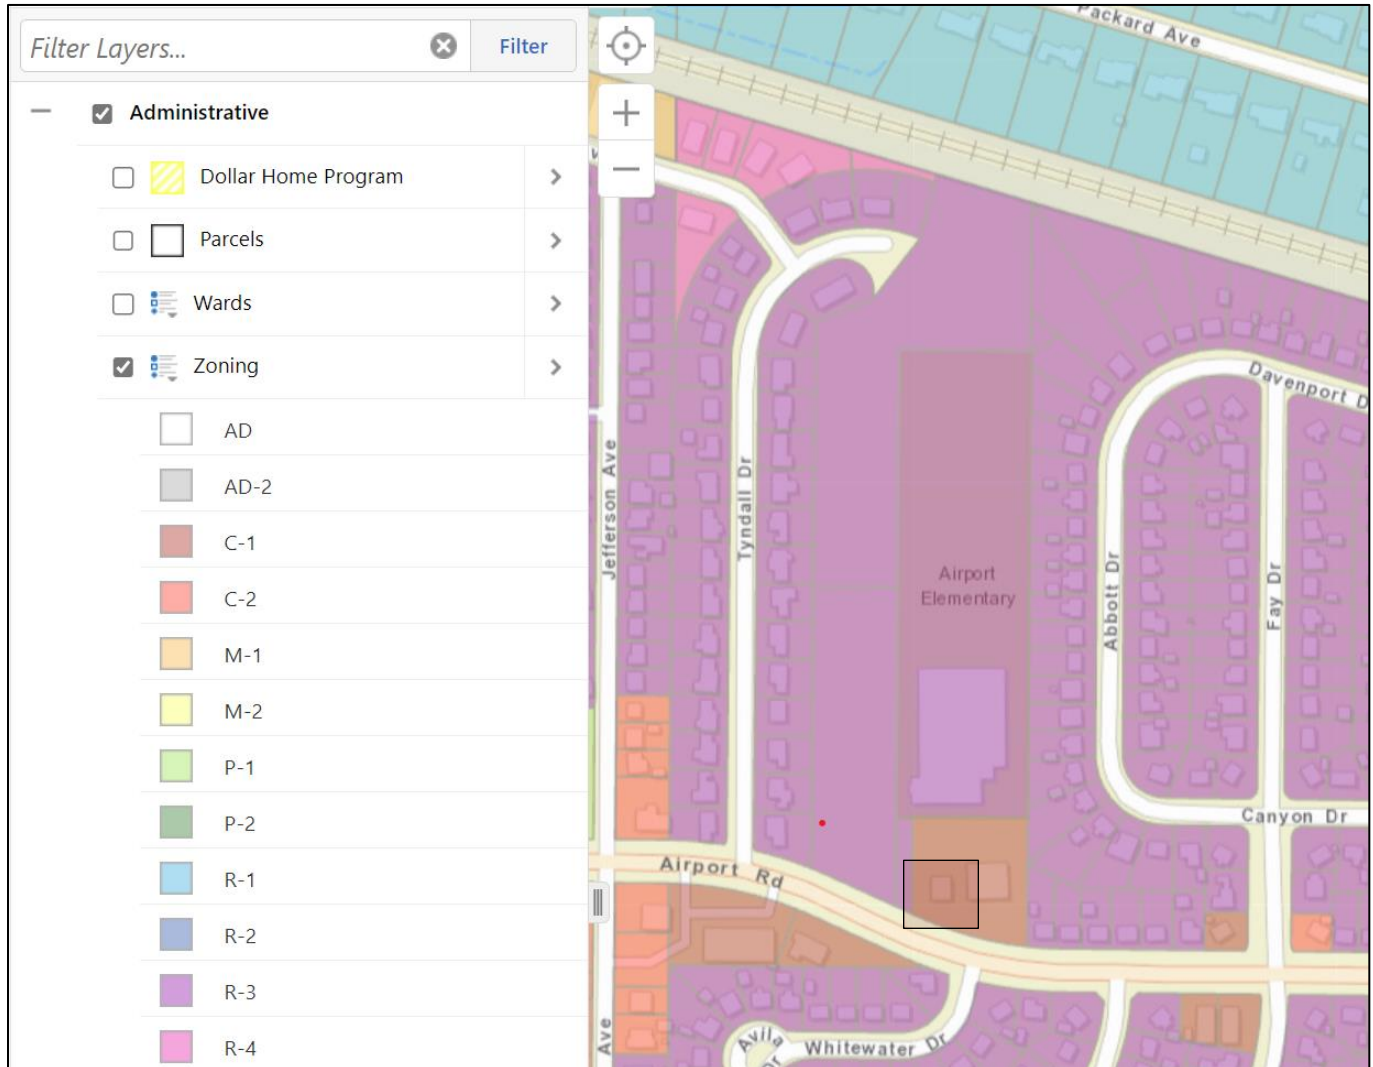 Filter Layers...
Filter
Administrative
Dollar Home Program
Parcels
Wards
Zoning
AD
AD-2
C-1
C-2
M-1
M-2
P-1
P-2
R-1
R-2
R-3
R-4
Packard Ave
Davenport D
Jefferson Ave
Tyndall Dr
Airport
Elementary
Abbott Dr
Fay Dr
Canyon Dr
Airport Rd
Ave
Avila
Dr
Whitewater Dr